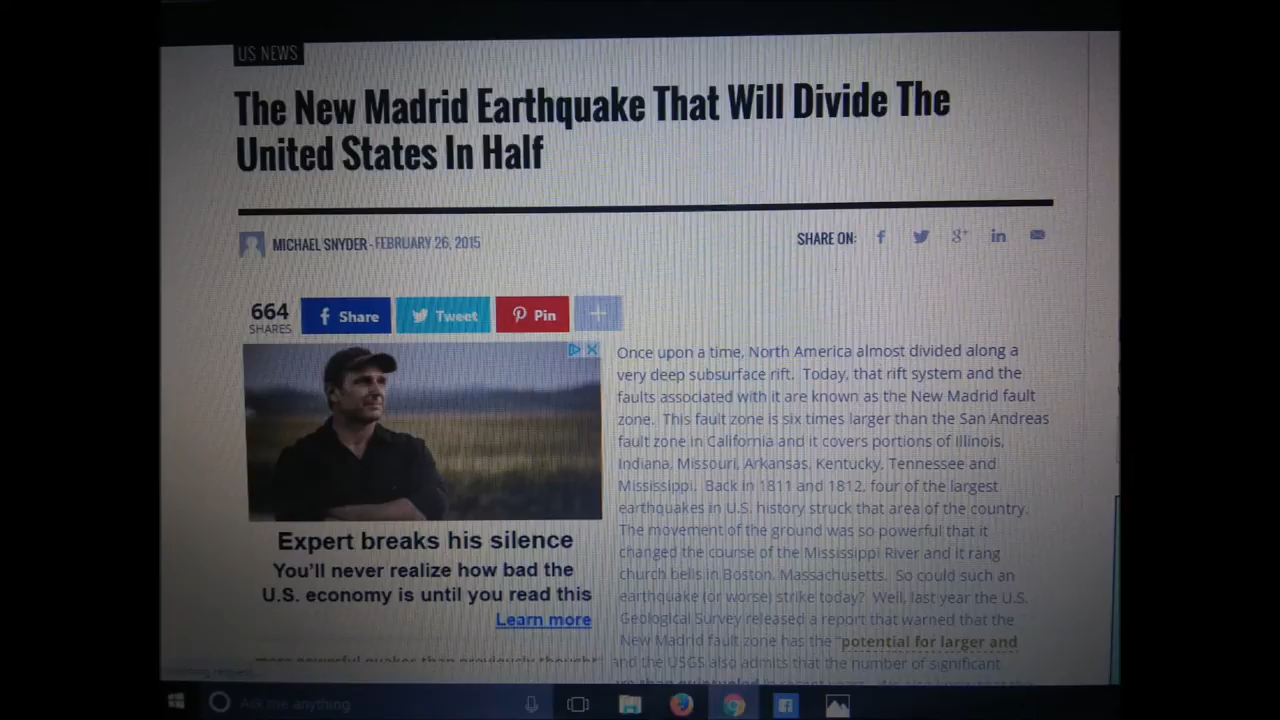 US NEWS
The New Madrid Earthquake That Will Divide The
United States In Half
MICHAEL SNYDER - FEBRUARY 26, 2015
SHARE ON:
664
SHARES
Share
Tweet
Pin
Expert breaks his silence
You'll never realize how bad the
U.S. economy is until you read this
Learn more
more powerful quakes than previously thought"
Once upon a time, North America almost divided along a
very deep subsurface rift. Today, that rift system and the
faults associated with it are known as the New Madrid fault
zone. This fault zone is six times larger than the San Andreas
fault zone in California and it covers portions of Illinois,
Indiana, Missouri, Arkansas, Kentucky, Tennessee and
Mississippi. Back in 1811 and 1812, four of the largest
earthquakes in U.S. history struck that area of the country.
The movement of the ground was so powerful that it
changed the course of the Mississippi River and it rang
church bells in Boston, Massachusetts. So could such an
earthquake (or worse) strike today? Well, last year the U.S.
Geological Survey released a report that warned that the
New Madrid fault zone has the "potential for larger and
and the USGS also admits that the number of significant
Ask me anything